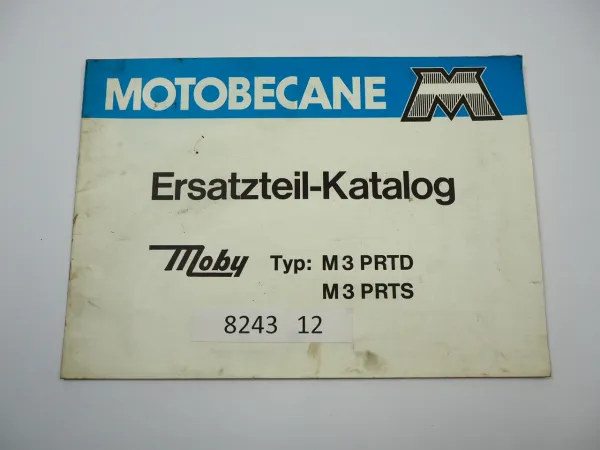 MOTOBECANE M
Ersatzteil-Katalog
Moby Typ: M3 PRTD
M3 PRTS
8243 12